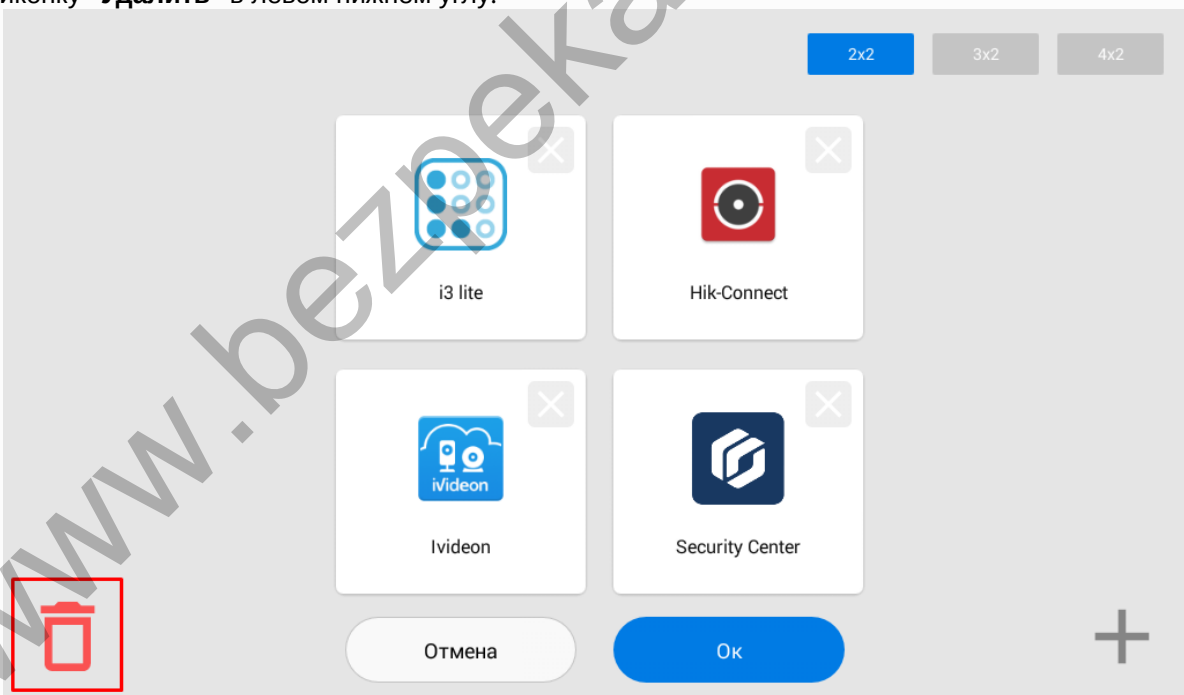 иконку "Удалить" в левом нижнем углу.
2x2 3x2 4x2
i3 lite Hik-Connect
ivideon
Ivideon Security Center
Отмена Ок
www.bezpeka